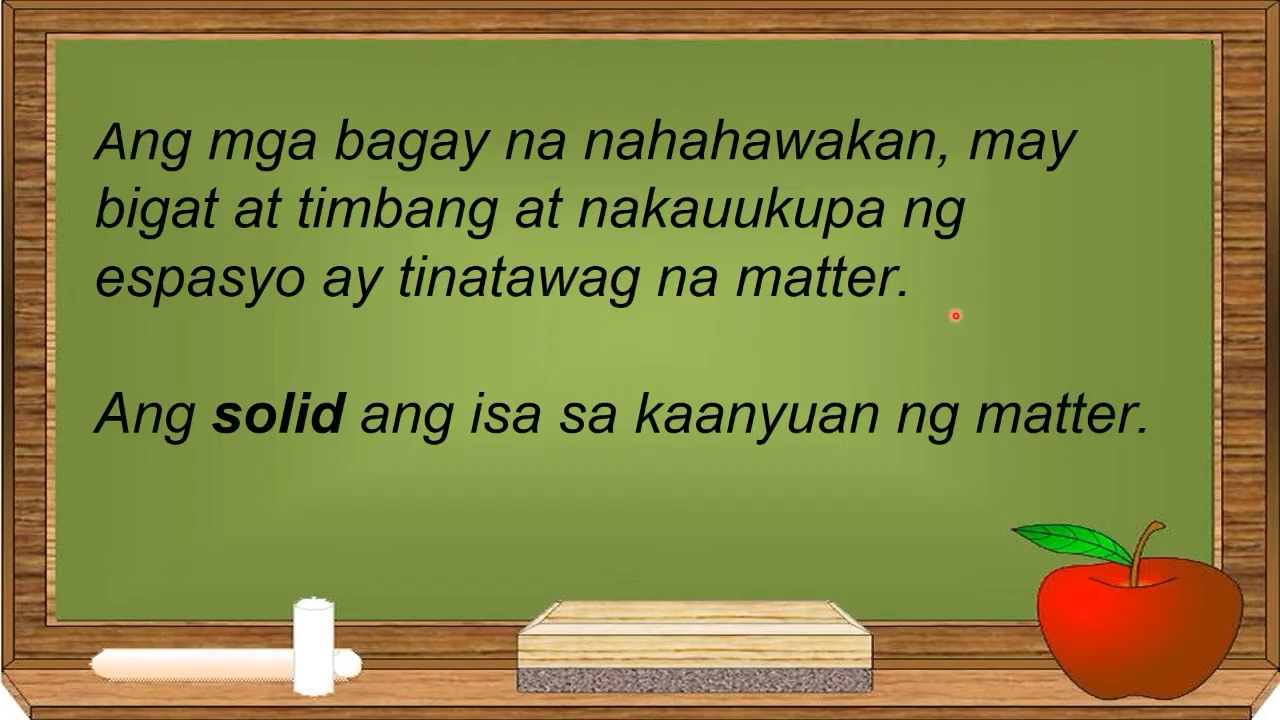 Ang mga bagay na nahahawakan, may
bigat at timbang at nakauukupa ng
espasyo ay tinatawag na matter.
Ang solid ang isa sa kaanyuan ng matter.